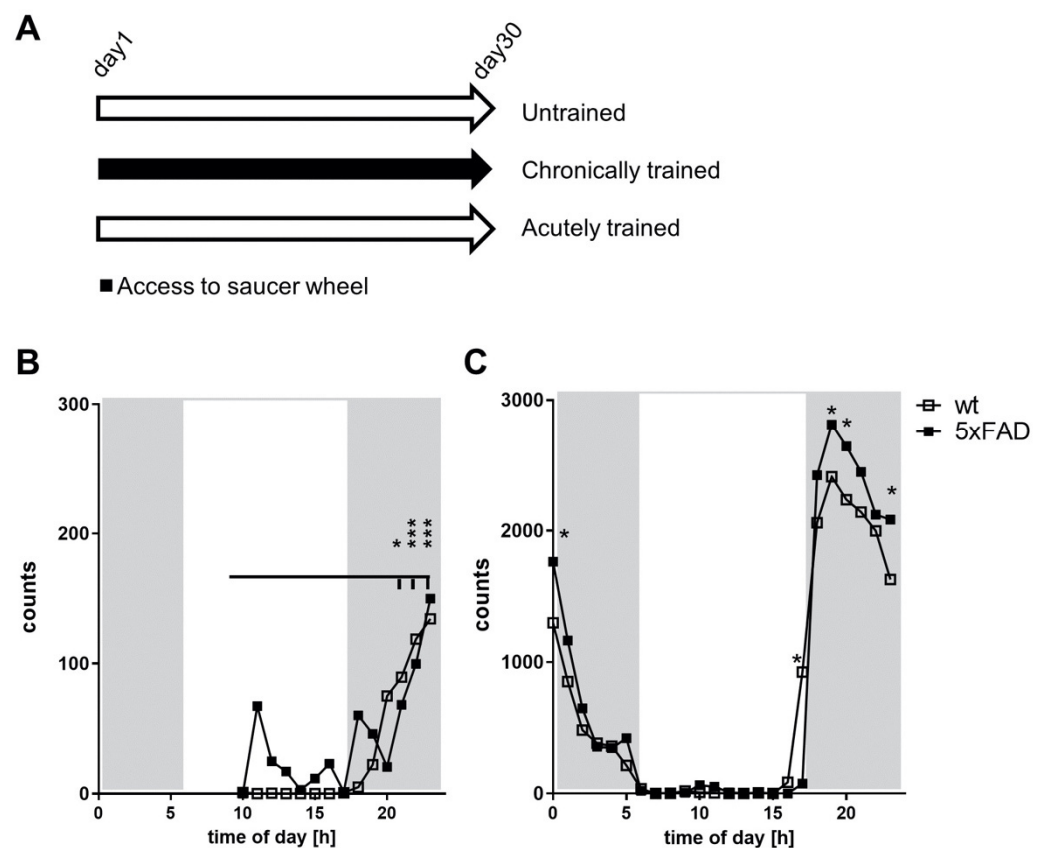 A
day1
day30
Untrained
Chronically trained
Acutely trained
■ Access to saucer wheel
B
300
200
100
0
counts
*
***
***
0 5 10 15 20
time of day [h]
C
3000
2000
1000
0
counts
*
*
* *
*
0 5 10 15 20
time of day [h]
wt
5xFAD